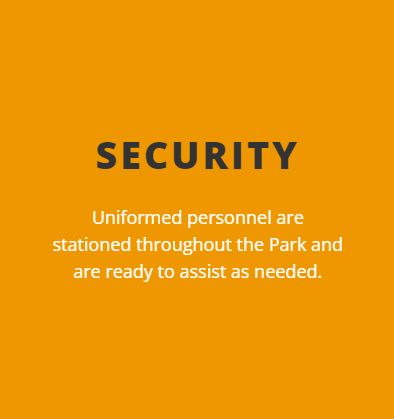 SECURITY
Uniformed personnel are
stationed throughout the Park and
are ready to assist as needed.